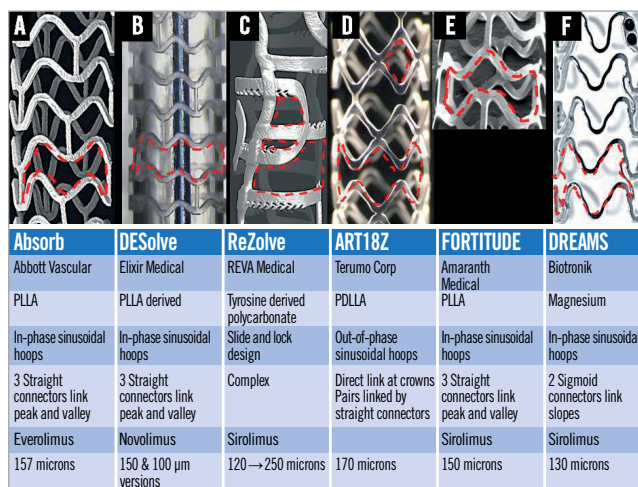 A B C D E F
Absorb DESolve ReZolve ART18Z FORTITUDE DREAMS
Abbott Vascular Elixir Medical REVA Medical Terumo Corp Amaranth Medical Biotronik
PLLA PLLA derived Tyrosine derived polycarbonate PDLLA PLLA Magnesium
In-phase sinusoidal hoops In-phase sinusoidal hoops Slide and lock design Out-of-phase sinusoidal hoops In-phase sinusoidal hoops In-phase sinusoidal hoops
3 Straight connectors link peak and valley 3 Straight connectors link peak and valley Complex Direct link at crowns Pairs linked by straight connectors 3 Straight connectors link peak and valley 2 Sigmoid connectors link slopes
Everolimus Novolimus Sirolimus Sirolimus Sirolimus
157 microns 150 & 100 µm versions 120→250 microns 170 microns 150 microns 130 microns